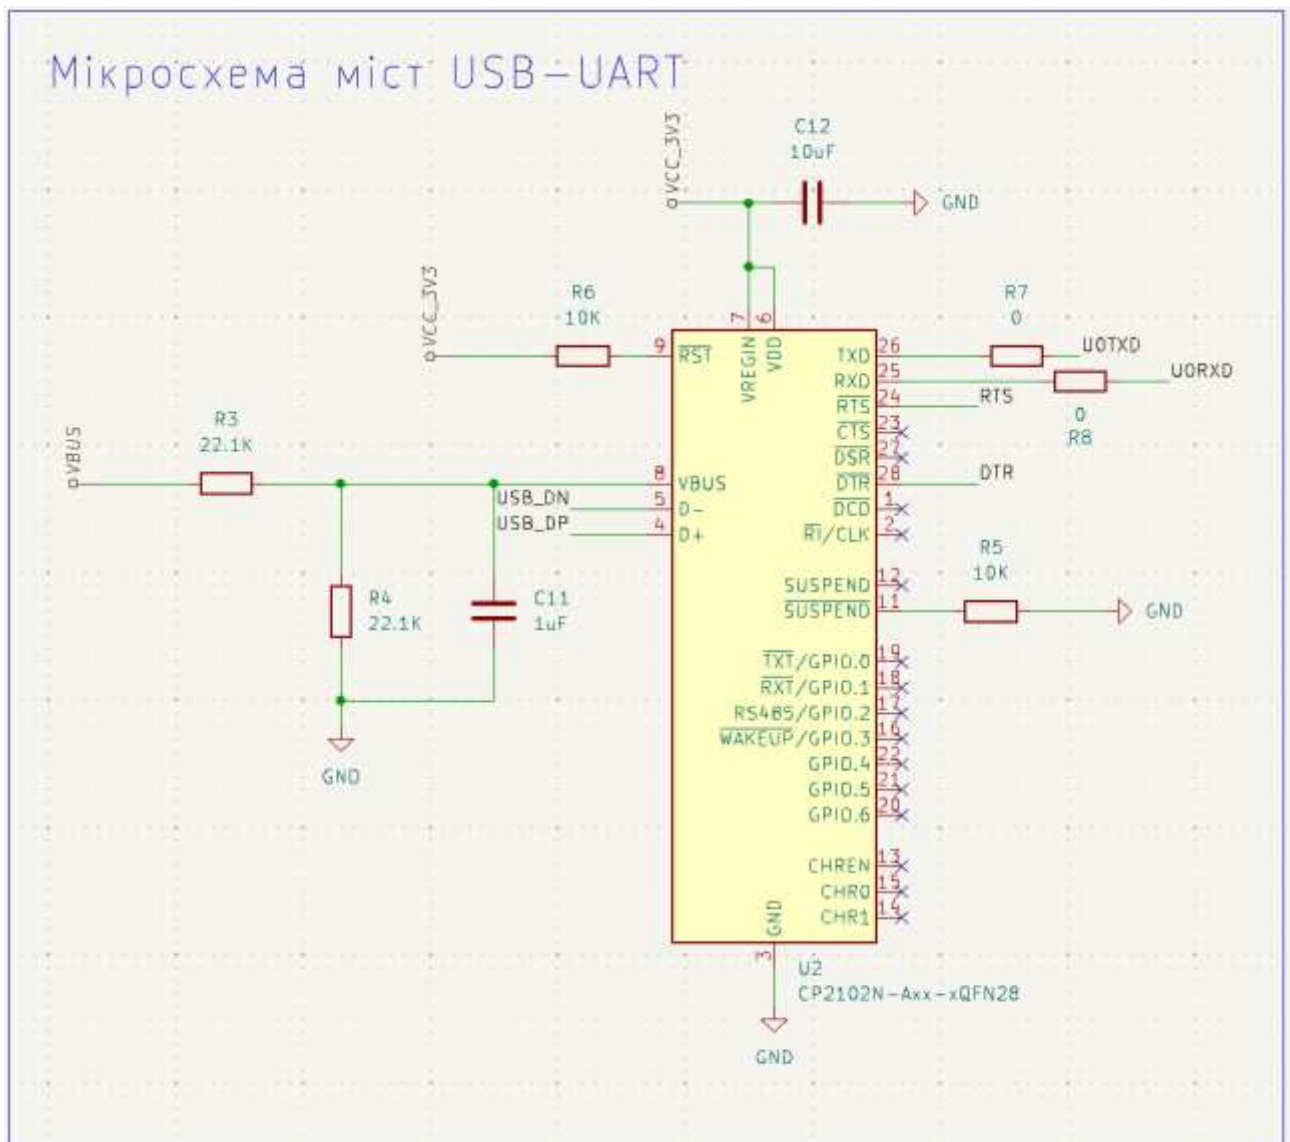 Мікросхема міст USB-UART
VCC_3V3
C12
10uF
GND
VCC_3V3
R6
10K
R7
0
7
6
9
RST
VREGIN
VDD
TXD
26
U0TXD
RXD
25
U0RXD
RTS
24
RTS
0
R8
CTS
23
DSR
27
VBUS
R3
22.1K
8
VBUS
DTR
28
DTR
USB_DN
5
D-
DCD
1
USB_DP
4
D+
RI/CLK
2
R5
10K
SUSPEND
12
SUSPEND
11
GND
R4
22.1K
C11
1uF
TXT/GPIO.0
19
RXT/GPIO.1
18
RS485/GPIO.2
17
WAKEUP/GPIO.3
16
GPIO.4
22
GPIO.5
21
GPIO.6
20
GND
CHREN
13
CHR0
15
CHR1
14
GND
3
U2
CP2102N-Axx-xQFN28
GND